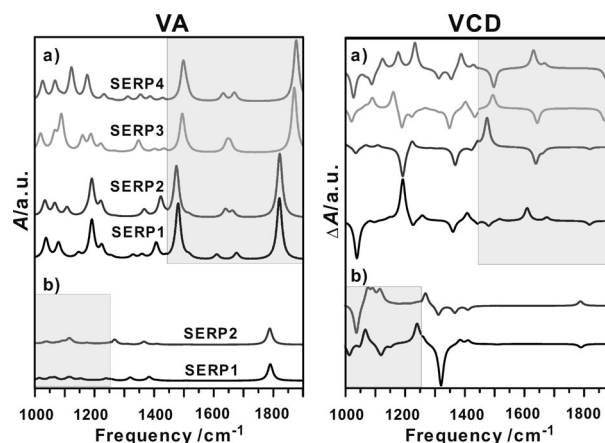 VA
VCD
a)
SERP4
SERP3
SERP2
SERP1
b)
SERP2
SERP1
A/a.u.
1000 1200 1400 1600 1800
Frequency /cm-1
a)
b)
ΔA/a.u.
1000 1200 1400 1600 1800
Frequency /cm-1